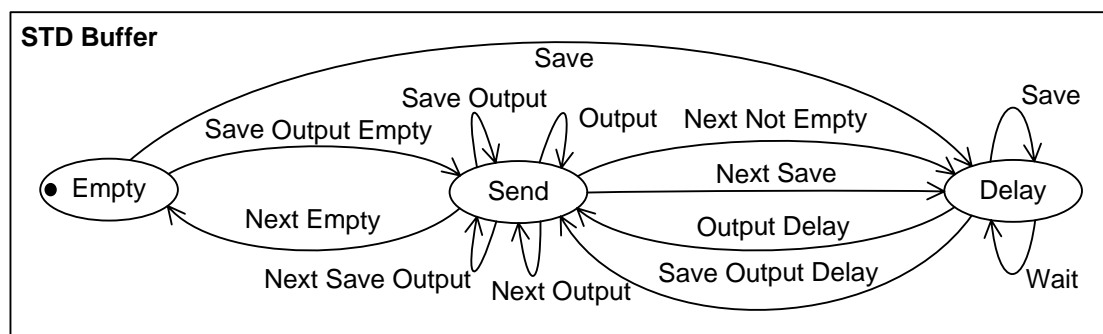 STD Buffer
Save
Save Output
Output
Save
Save Output Empty
Next Not Empty
Empty
Send
Next Save
Delay
Next Empty
Output Delay
Next Save Output
Next Output
Save Output Delay
Wait